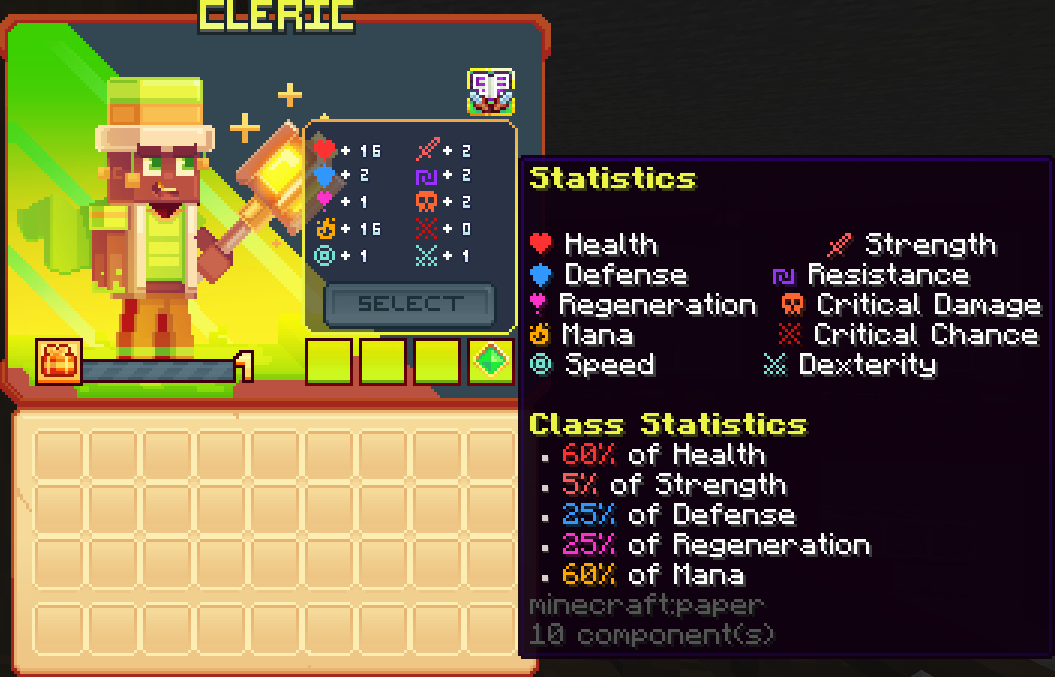 CLERIC
+ 16 + 2
+ 2 + 2
+ 1 + 2
+ 16 + 0
+ 1 + 1
SELECT
1
Statistics
Health Strength
Defense Resistance
Regeneration Critical Damage
Mana Critical Chance
Speed Dexterity
Class Statistics
▪ 60% of Health
▪ 5% of Strength
▪ 25% of Defense
▪ 25% of Regeneration
▪ 60% of Mana
minecraft:paper
10 component(s)